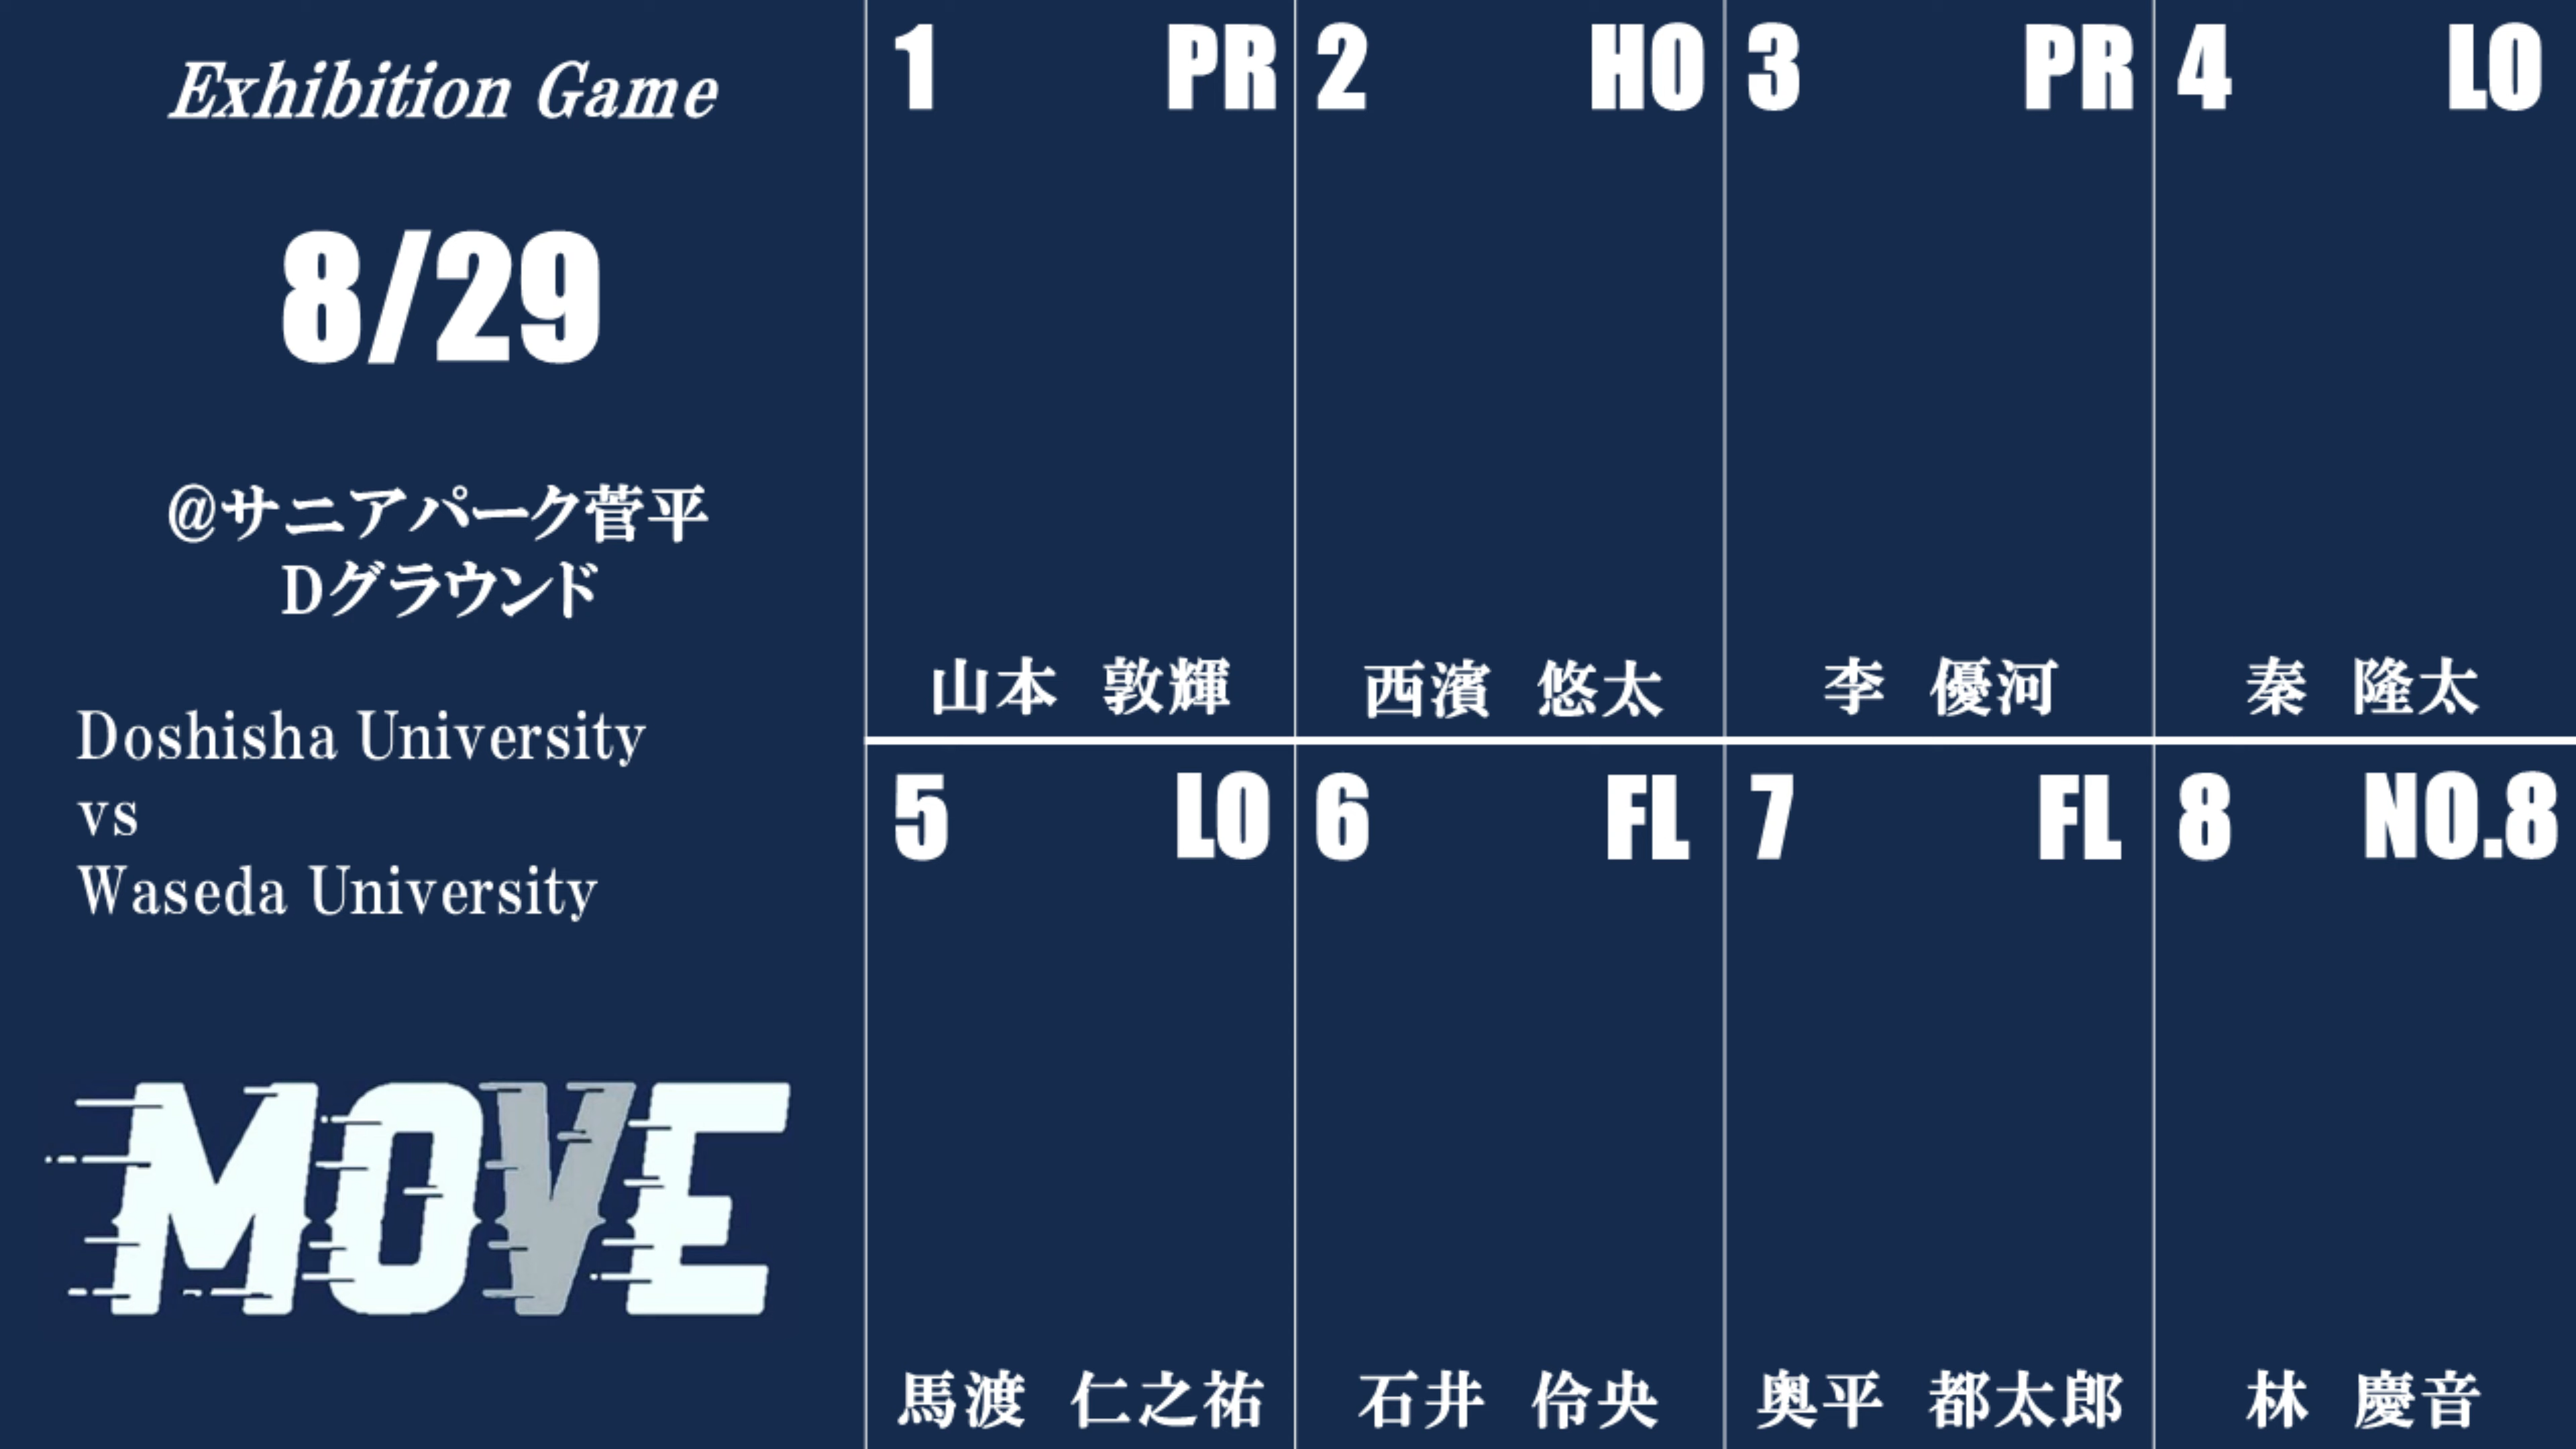 Exhibition Game
8/29
@サニアパーク菅平
Dグラウンド
Doshisha University
vs
Waseda University
MOVE
1 PR
山本 敦輝
2 HO
西濱 悠太
3 PR
李 優河
4 LO
秦 隆太
5 LO
馬渡 仁之祐
6 FL
石井 伶央
7 FL
奥平 都太郎
8 NO.8
林 慶音